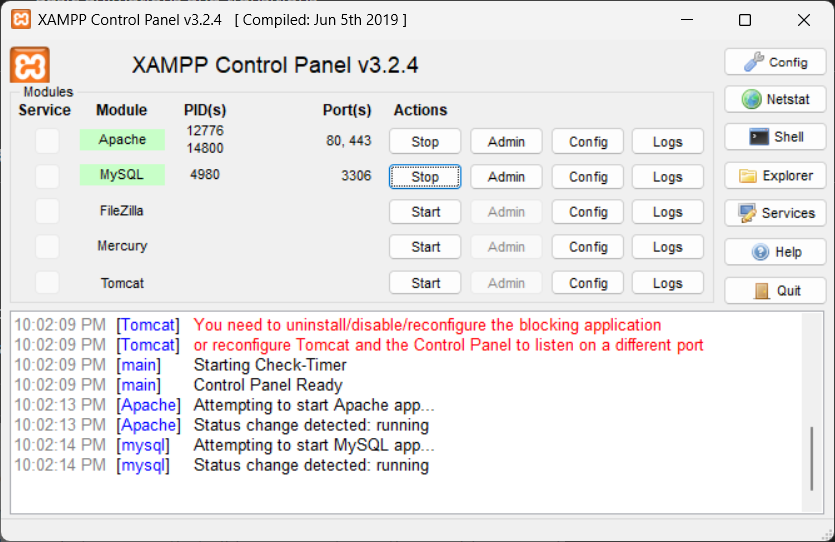 XAMPP Control Panel v3.2.4 [ Compiled: Jun 5th 2019 ]
XAMPP Control Panel v3.2.4
Config
Modules
Service Module PID(s) Port(s) Actions
Netstat
Apache 12776 14800 80, 443 Stop Admin Config Logs
Shell
MySQL 4980 3306 Stop Admin Config Logs
Explorer
FileZilla Start Admin Config Logs
Services
Mercury Start Admin Config Logs
Help
Tomcat Start Admin Config Logs
Quit
10:02:09 PM [Tomcat] You need to uninstall/disable/reconfigure the blocking application
10:02:09 PM [Tomcat] or reconfigure Tomcat and the Control Panel to listen on a different port
10:02:09 PM [main] Starting Check-Timer
10:02:09 PM [main] Control Panel Ready
10:02:13 PM [Apache] Attempting to start Apache app...
10:02:13 PM [Apache] Status change detected: running
10:02:14 PM [mysql] Attempting to start MySQL app...
10:02:14 PM [mysql] Status change detected: running